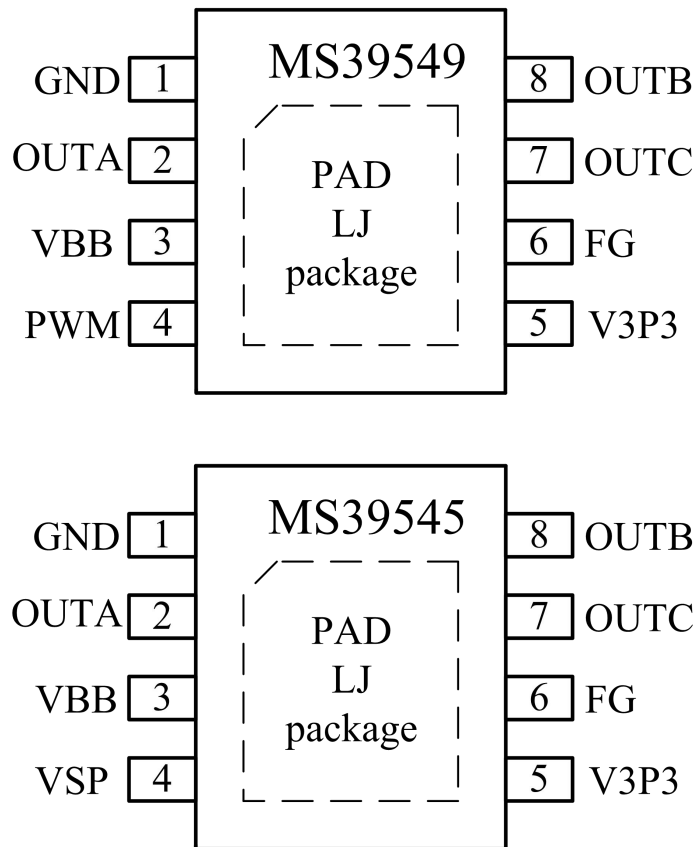 MS39549
GND 1 8 OUTB
OUTA 2 7 OUTC
PAD
LJ
package
VBB 3 6 FG
PWM 4 5 V3P3
MS39545
GND 1 8 OUTB
OUTA 2 7 OUTC
PAD
LJ
package
VBB 3 6 FG
VSP 4 5 V3P3